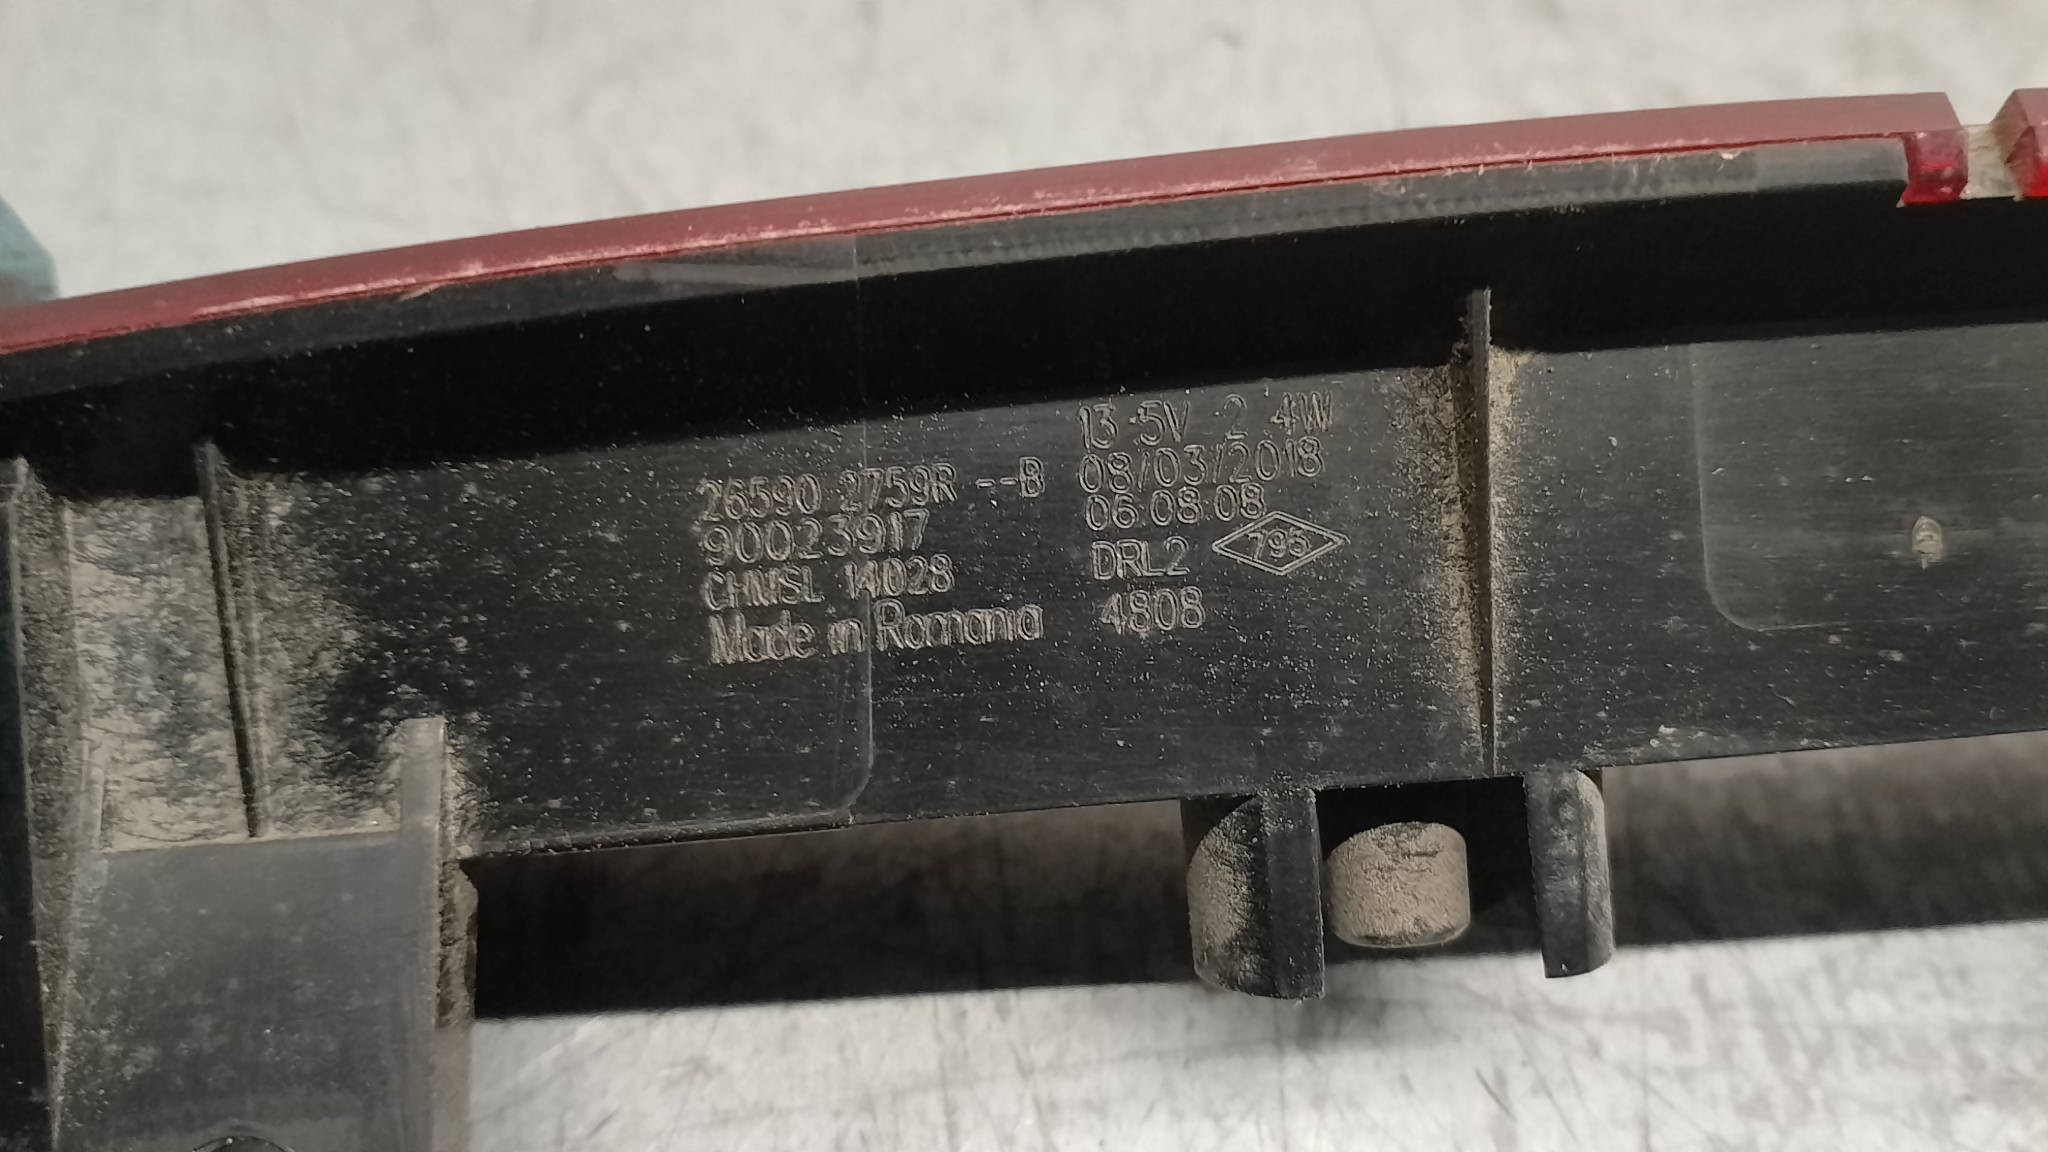 26590 2759R --B
90023917
CHMSL 14028
Made in Romania
13.5V 2.4W
08/03/2018
06:08:08
DRL2 795
4808